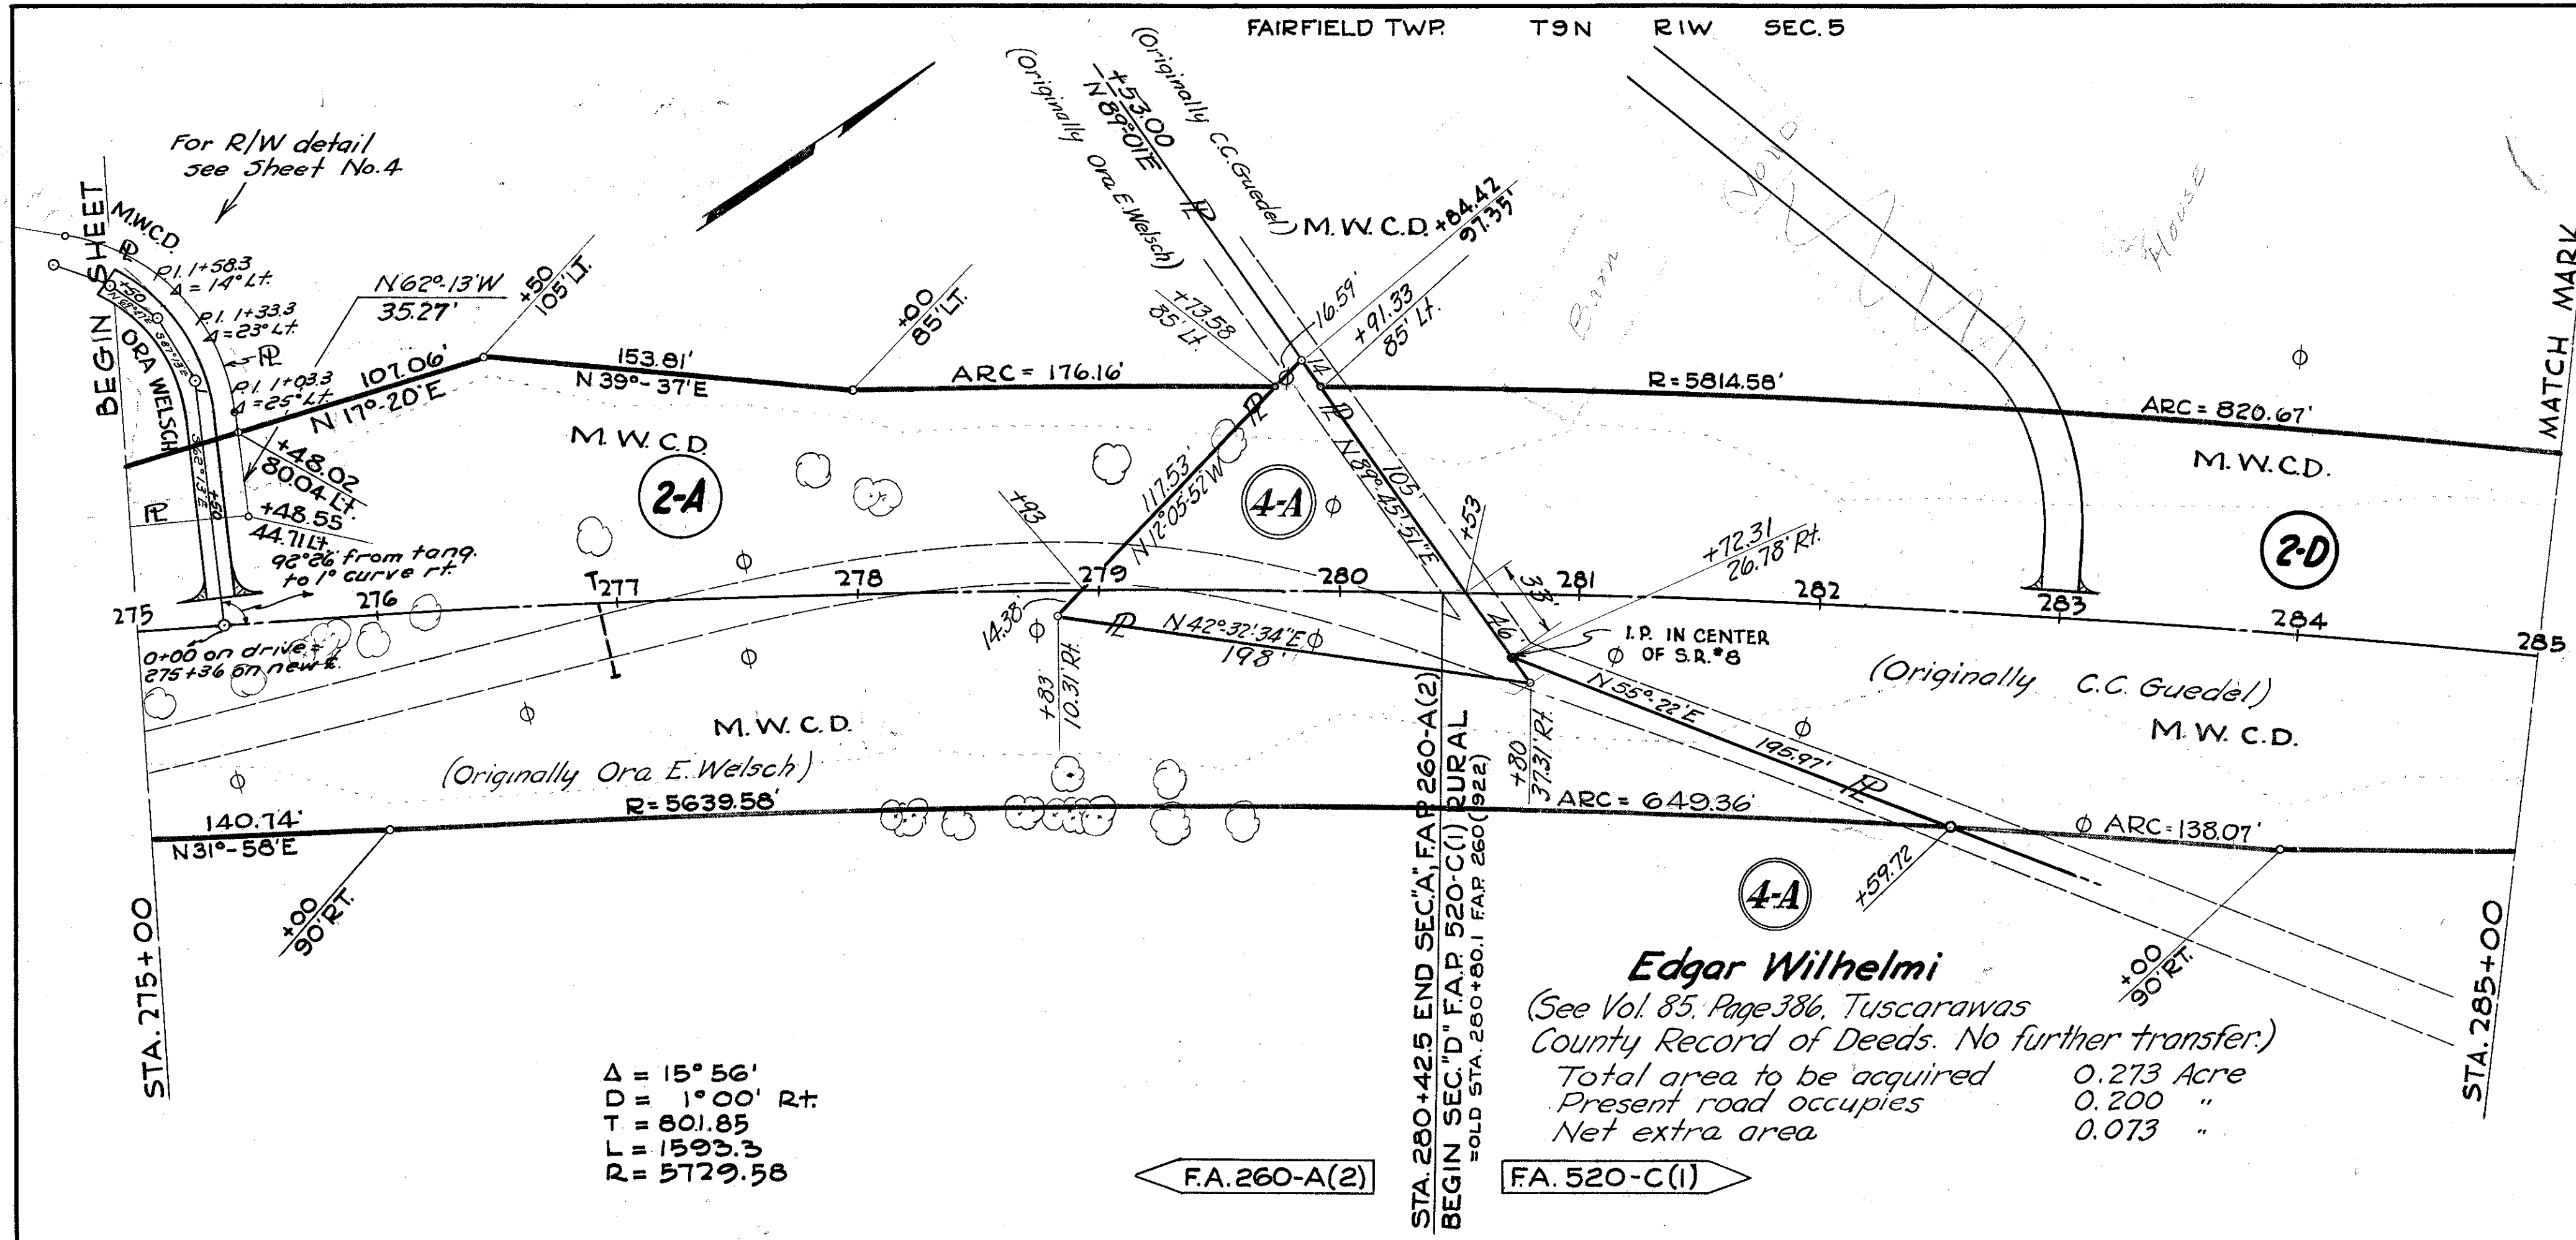 FAIRFIELD TWP. T9N R1W SEC. 5
For R/W detail
see Sheet No. 4
BEGIN SHEET
M.W.C.D.
P.I. 1+58.3
Δ = 14° Lt.
P.I. 1+33.3
Δ = 23° Lt.
P.I. 1+03.3
Δ = 25° Lt.
ORA WELSCH
+50
S 87°-13'E
S 62°-13'E
+50
N 62°-13'W
35.27'
107.06'
N 17°-20'E
+50
105' LT.
153.81'
N 39°-37'E
+00
85' LT.
ARC = 176.16'
(Originally Ora E. Welsch)
+53.00
N 89°-01'E
(Originally C.C. Guedel)
M.W.C.D.
+84.42
97.35'
+73.58
85' Lt.
16.59'
+91.33
85' Lt.
14'
R = 5814.58'
ARC = 820.67'
Barn
House
MATCH MARK
M.W.C.D.
2-D
M.W.C.D.
2-A
+48.02
80.04 Lt.
+48.55
44.71 Lt.
92°26' from tang.
to 1° curve rt.
117.53'
N 12°-05'-52"W
4-A
105'
N 89°-45'-51"E
+93
+53
+72.31
26.78' Rt.
33'
46'
275 276 T 277 278 279 280 281 282 283 284 285
0+00 on drive =
275+36 on new ℄.
14.38'
N 42°-32'-34"E
198'
+83
10.31' Rt.
I.P. IN CENTER
OF S.R. #8
N 55°-22'E
195.97'
+80
37.31' Rt.
(Originally C.C. Guedel)
M.W.C.D.
M.W.C.D.
(Originally Ora E. Welsch)
R = 5639.58'
140.74'
N 31°-58'E
+00
90' RT.
ARC = 649.36'
+59.72
ARC = 138.07'
+00
90' RT.
STA. 275+00
STA. 285+00
STA. 280+42.5 END SEC. "A", F.A.P. 260-A(2)
BEGIN SEC. "D" F.A.P. 520-C(1) RURAL
=OLD STA. 280+80.1 F.A.P. 260 (1922)
4-A
Edgar Wilhelmi
(See Vol. 85, Page 386, Tuscarawas
County Record of Deeds. No further transfer.)
Total area to be acquired 0.273 Acre
Present road occupies 0.200 "
Net extra area 0.073 "
Δ = 15° 56'
D = 1° 00' Rt.
T = 801.85
L = 1593.3
R = 5729.58
F.A. 260-A(2)
F.A. 520-C(1)